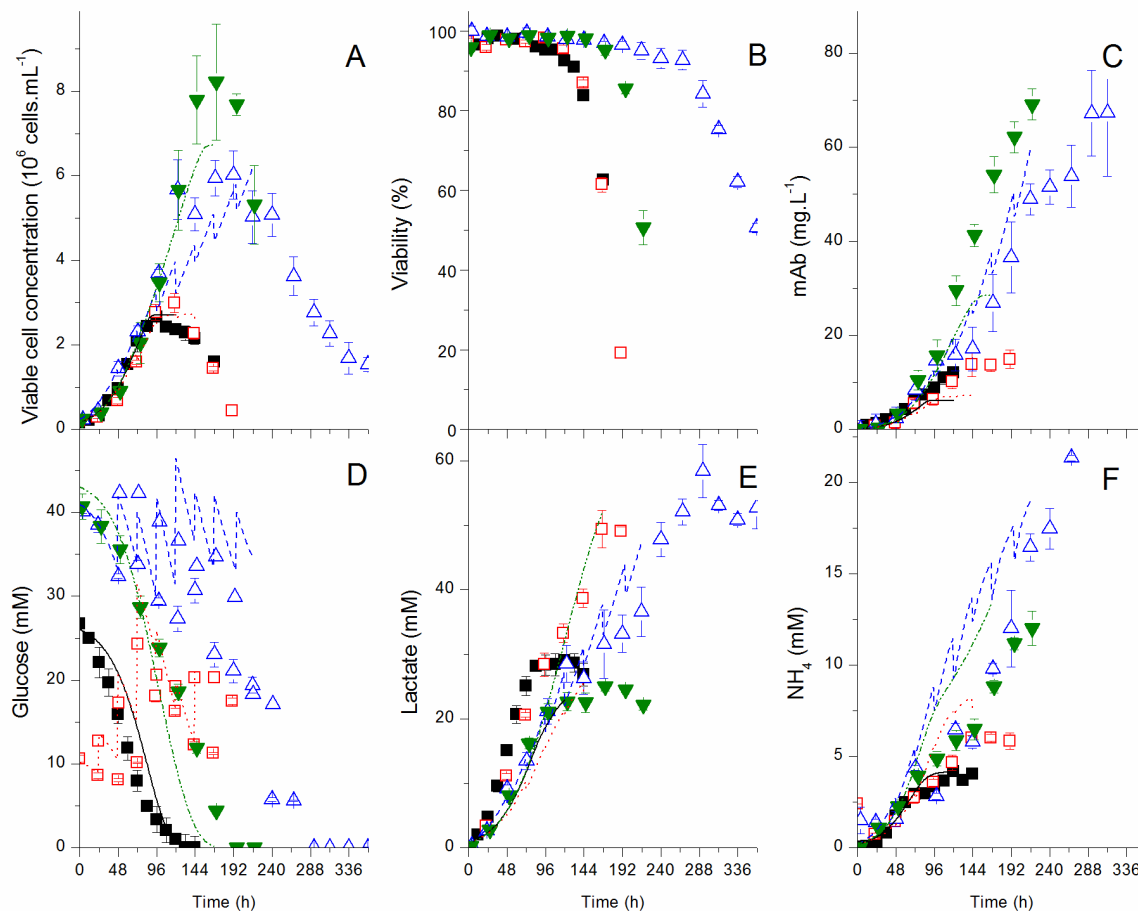 A
B
C
Viable cell concentration (10⁶ cells.mL⁻¹)
8
6
4
2
0
Viability (%)
100
80
60
40
20
0
mAb (mg.L⁻¹)
80
60
40
20
0
D
E
F
Glucose (mM)
40
30
20
10
0
Lactate (mM)
60
40
20
0
NH₄ (mM)
20
15
10
5
0
0 48 96 144 192 240 288 336
0 48 96 144 192 240 288 336
0 48 96 144 192 240 288 336
Time (h)
Time (h)
Time (h)